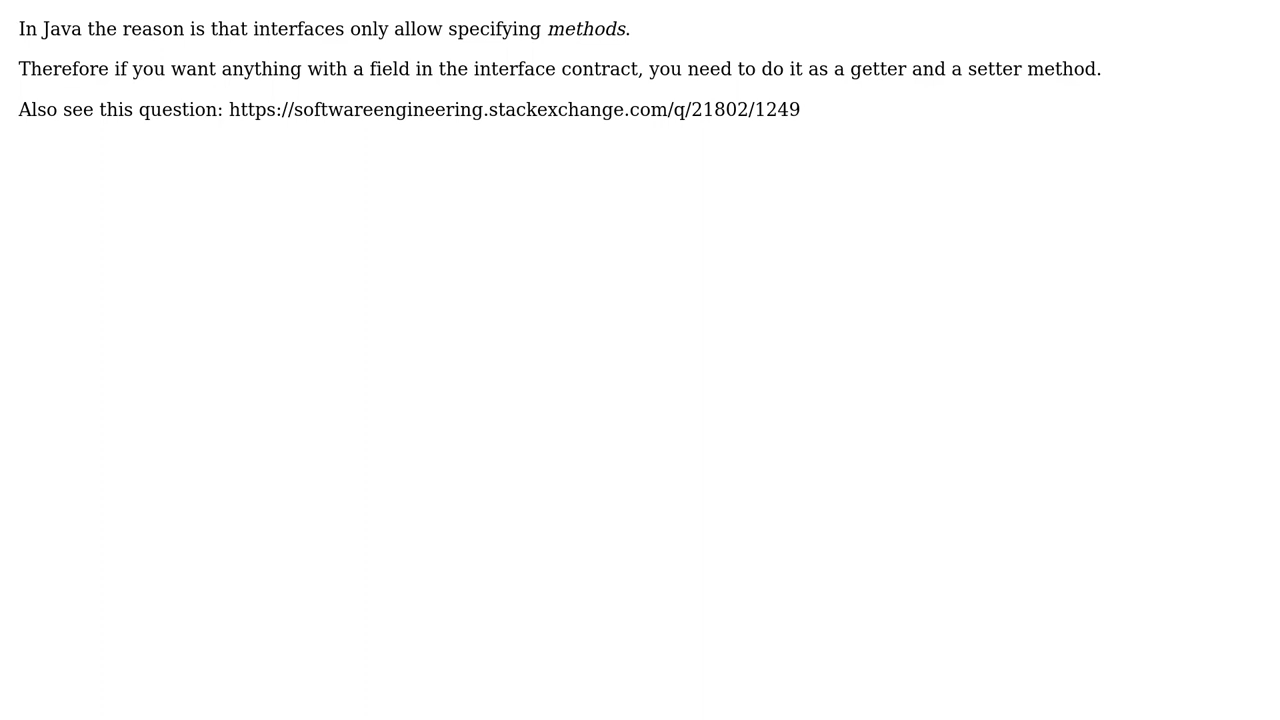 In Java the reason is that interfaces only allow specifying methods.
Therefore if you want anything with a field in the interface contract, you need to do it as a getter and a setter method.
Also see this question: https://softwareengineering.stackexchange.com/q/21802/1249